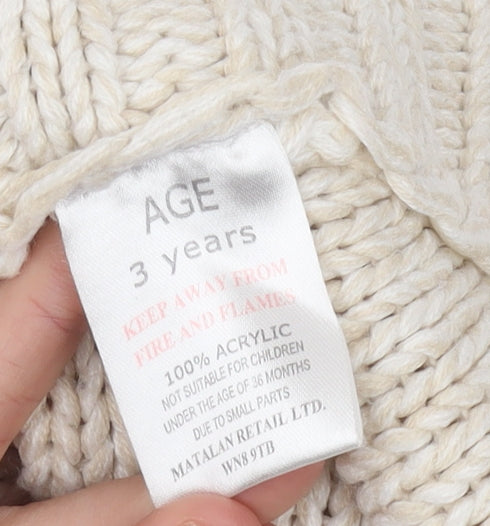 AGE
3 years
KEEP AWAY FROM
FIRE AND FLAMES
100% ACRYLIC
NOT SUITABLE FOR CHILDREN
UNDER THE AGE OF 36 MONTHS
DUE TO SMALL PARTS
MATALAN RETAIL LTD.
WN8 9TB